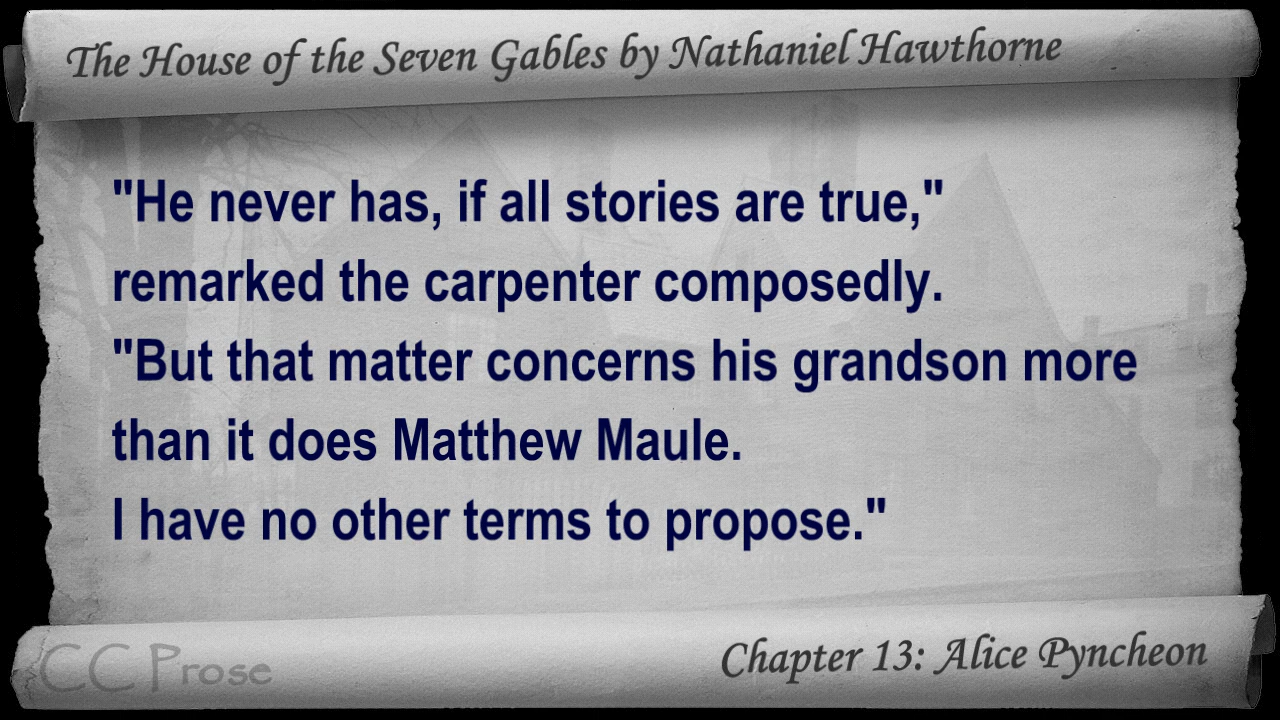 The House of the Seven Gables by Nathaniel Hawthorne
"He never has, if all stories are true,"
remarked the carpenter composedly.
"But that matter concerns his grandson more
than it does Matthew Maule.
I have no other terms to propose."
CC Prose
Chapter 13: Alice Pyncheon